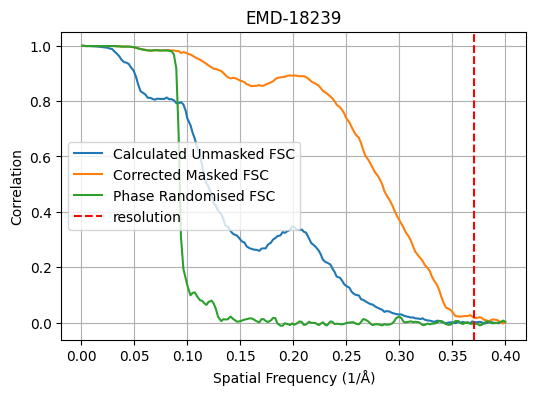 EMD-18239
Correlation
1.0
0.8
0.6
0.4
0.2
0.0
Calculated Unmasked FSC
Corrected Masked FSC
Phase Randomised FSC
resolution
0.00 0.05 0.10 0.15 0.20 0.25 0.30 0.35 0.40
Spatial Frequency (1/Å)